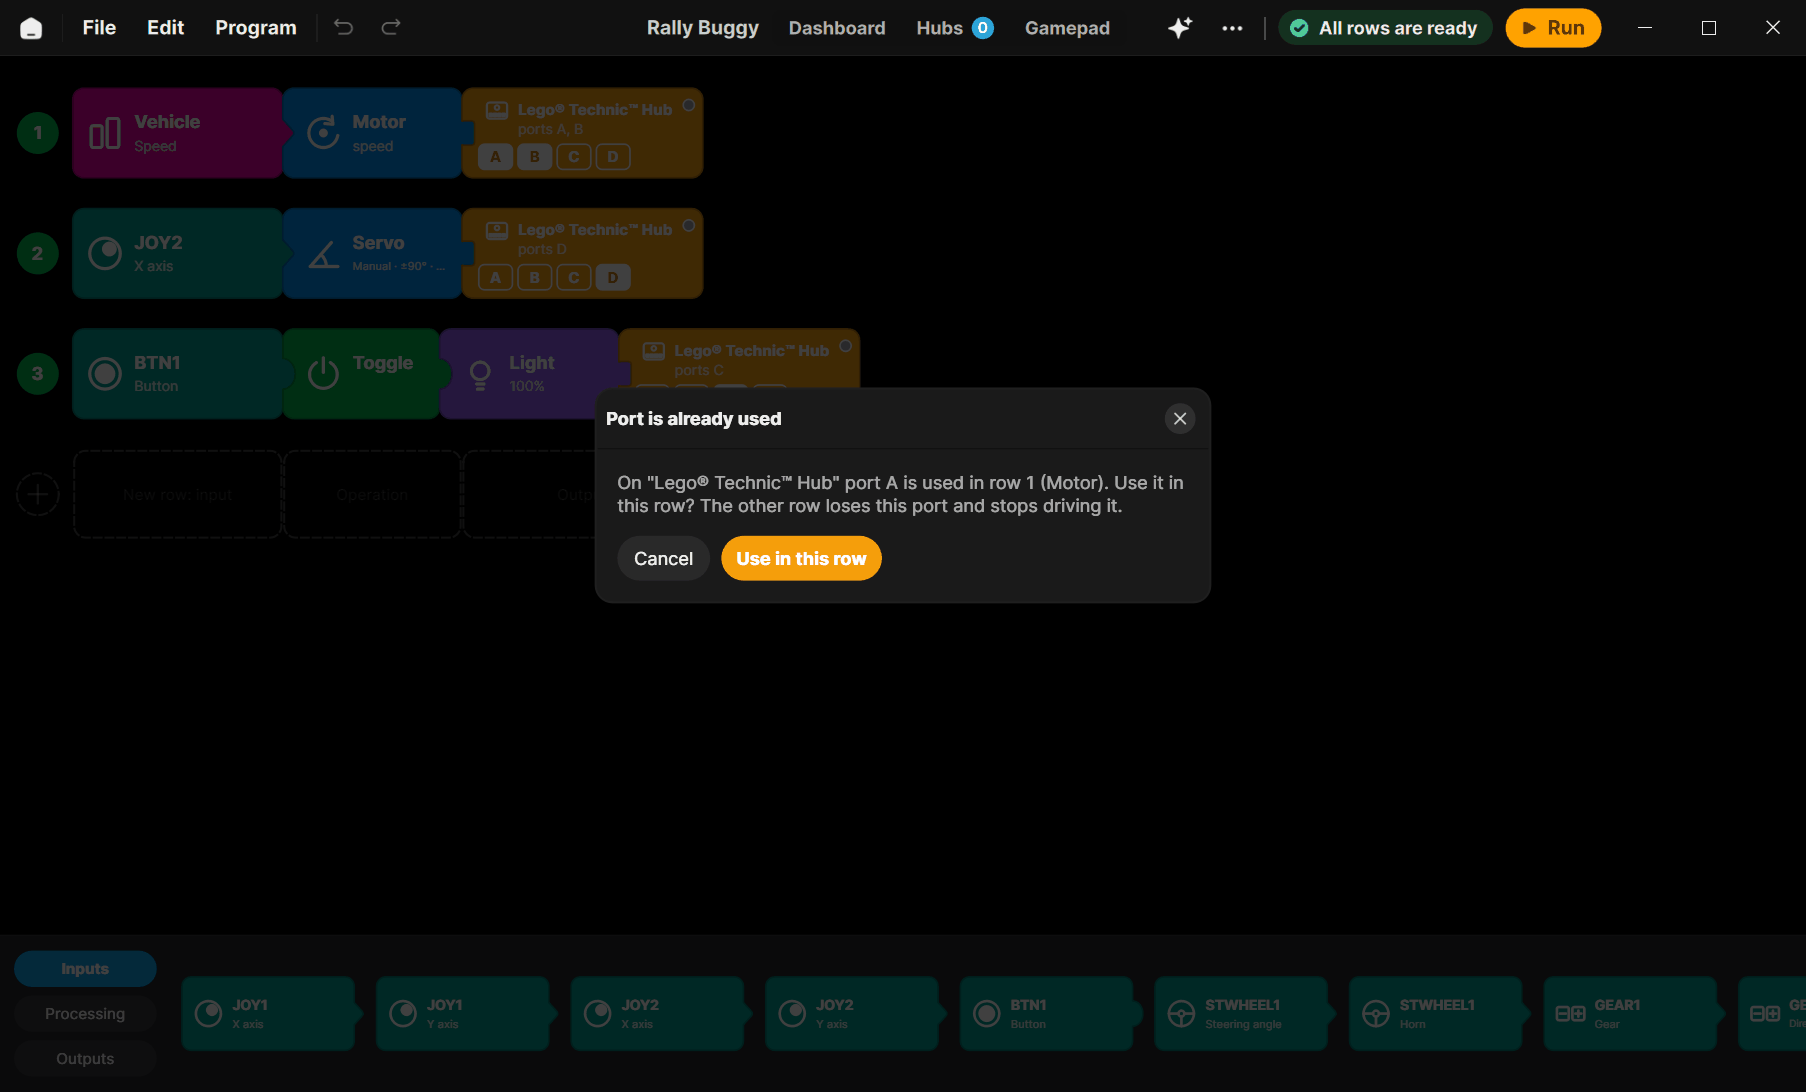 File Edit Program Rally Buggy Dashboard Hubs 0 Gamepad All rows are ready Run
1 Vehicle Speed Motor speed Lego® Technic™ Hub ports A, B
A B C D
2 JOY2 X axis Servo Manual · ±90° · ... Lego® Technic™ Hub ports D
A B C D
3 BTN1 Button Toggle Light 100% Lego® Technic™ Hub ports C
Port is already used
On "Lego® Technic™ Hub" port A is used in row 1 (Motor). Use it in
this row? The other row loses this port and stops driving it.
Cancel Use in this row
New row: input Operation
Inputs
Processing
Outputs
JOY1 X axis
JOY1 Y axis
JOY2 X axis
JOY2 Y axis
BTN1 Button
STWHEEL1 Steering angle
STWHEEL1 Horn
GEAR1 Gear